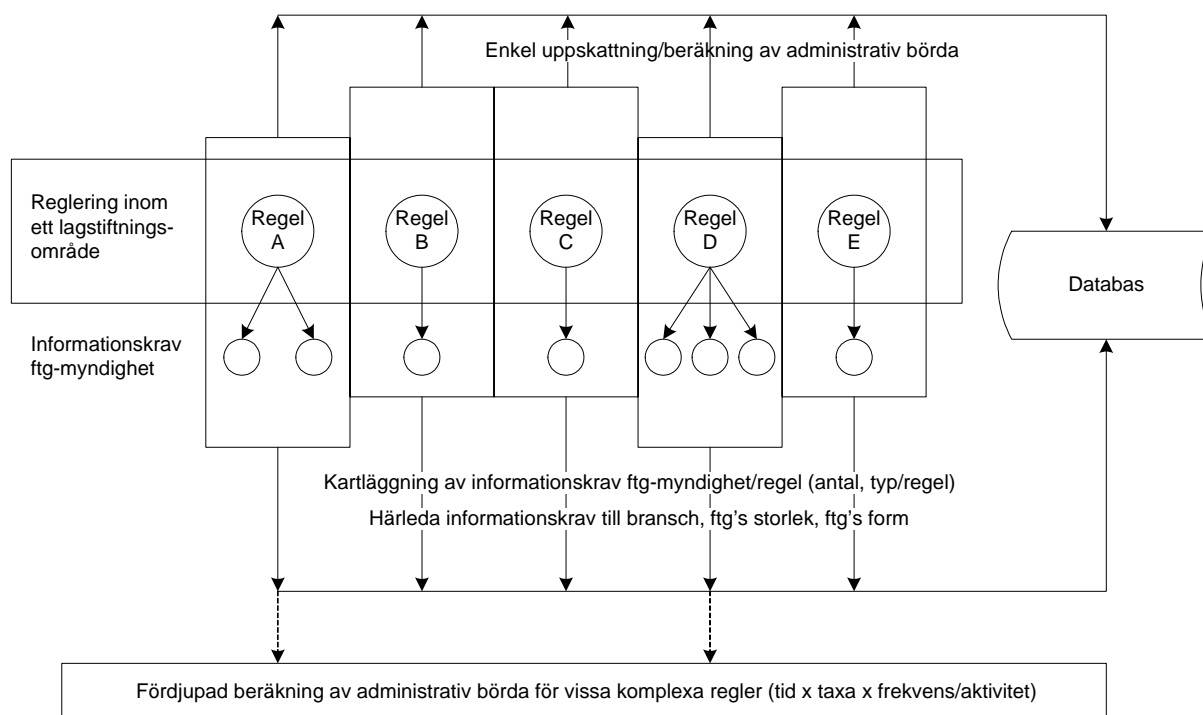 Enkel uppskattning/beräkning av administrativ börda
Reglering inom
ett lagstiftnings-
område
Regel
A
Regel
B
Regel
C
Regel
D
Regel
E
Databas
Informationskrav
ftg-myndighet
Kartläggning av informationskrav ftg-myndighet/regel (antal, typ/regel)
Härleda informationskrav till bransch, ftg's storlek, ftg's form
Fördjupad beräkning av administrativ börda för vissa komplexa regler (tid x taxa x frekvens/aktivitet)